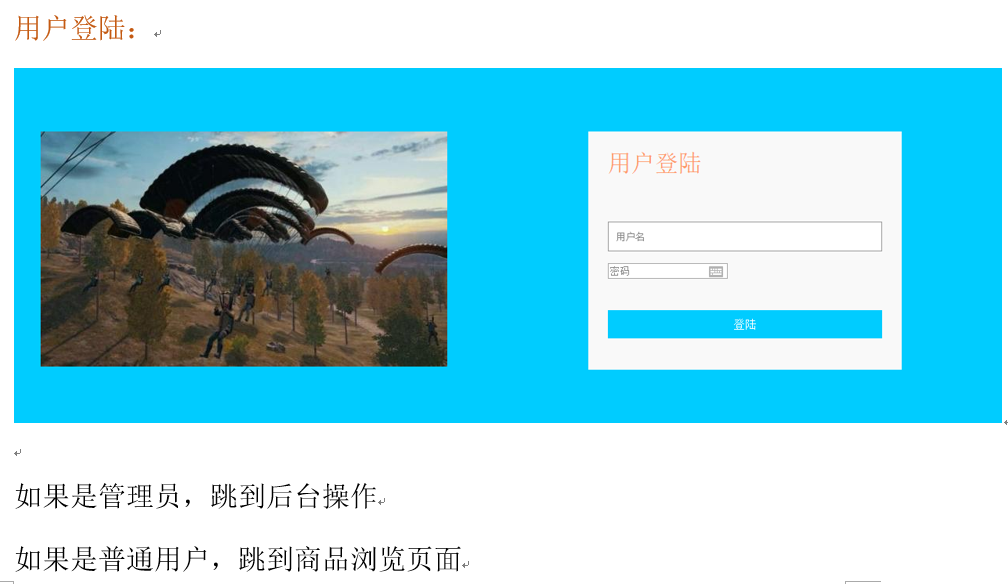 用户登陆：
用户登陆
用户名
密码
登陆
如果是管理员，跳到后台操作
如果是普通用户，跳到商品浏览页面